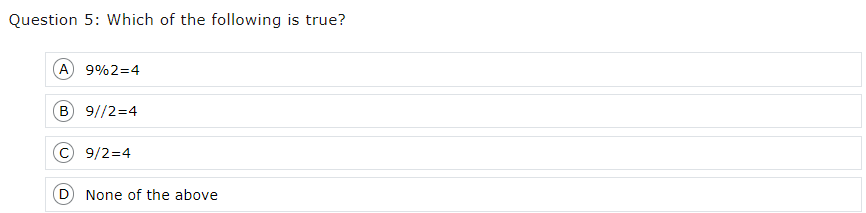 Question 5: Which of the following is true?
A 9%2=4
B 9//2=4
C 9/2=4
D None of the above